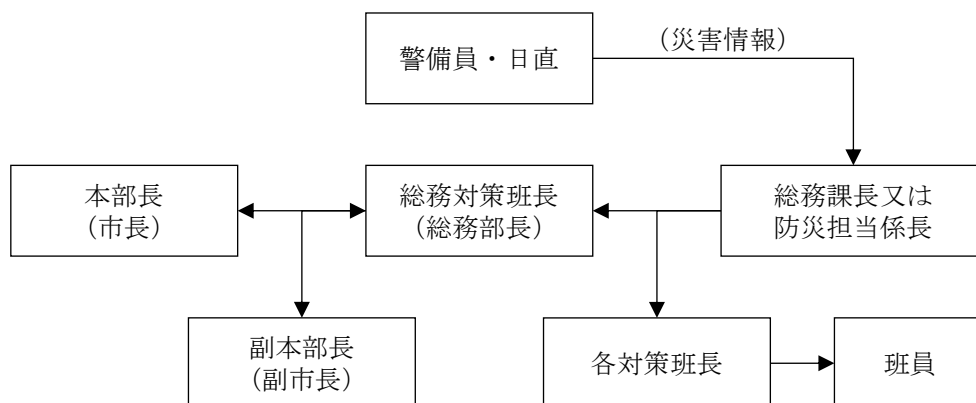 警備員・日直
（災害情報）
本部長
（市長）
総務対策班長
（総務部長）
総務課長又は
防災担当係長
副本部長
（副市長）
各対策班長
班員